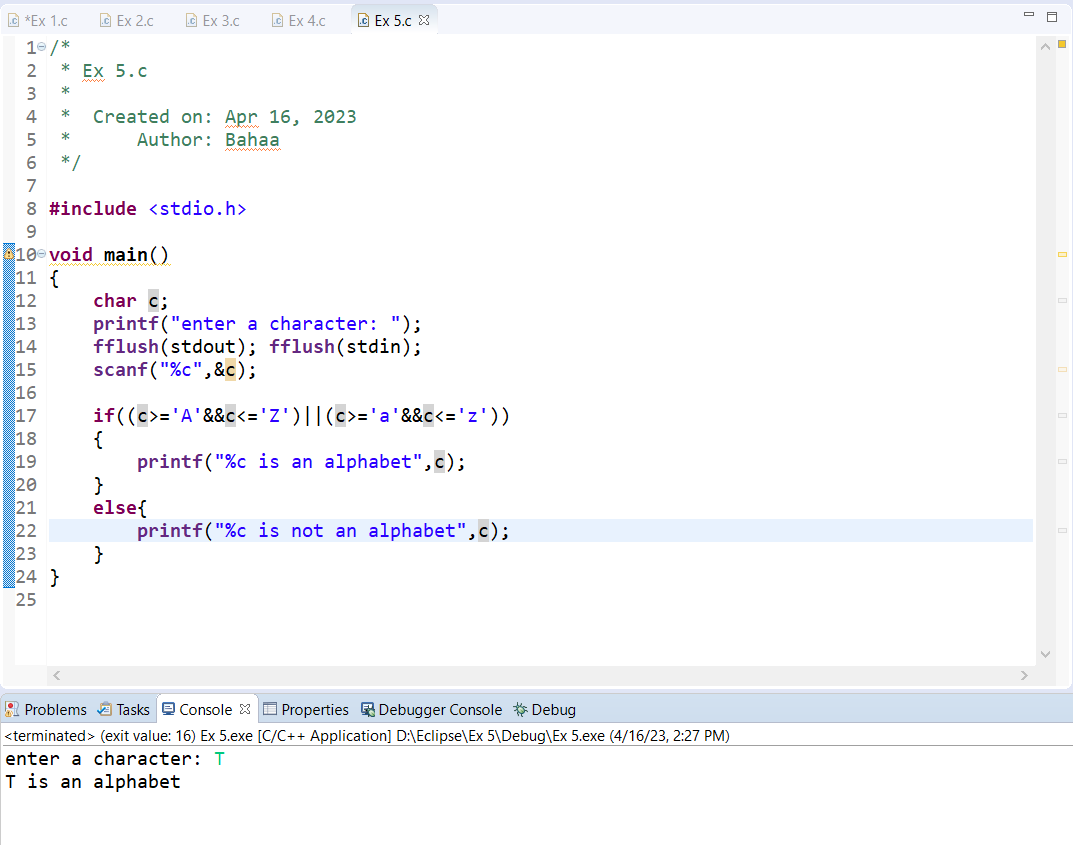 *Ex 1.c Ex 2.c Ex 3.c Ex 4.c Ex 5.c
1 /*
2 * Ex 5.c
3 *
4 * Created on: Apr 16, 2023
5 * Author: Bahaa
6 */
7
8 #include <stdio.h>
9
10 void main()
11 {
12 char c;
13 printf("enter a character: ");
14 fflush(stdout); fflush(stdin);
15 scanf("%c",&c);
16
17 if((c>='A'&&c<='Z')||(c>='a'&&c<='z'))
18 {
19 printf("%c is an alphabet",c);
20 }
21 else{
22 printf("%c is not an alphabet",c);
23 }
24 }
25
Problems Tasks Console Properties Debugger Console Debug
<terminated> (exit value: 16) Ex 5.exe [C/C++ Application] D:\Eclipse\Ex 5\Debug\Ex 5.exe (4/16/23, 2:27 PM)
enter a character: T
T is an alphabet